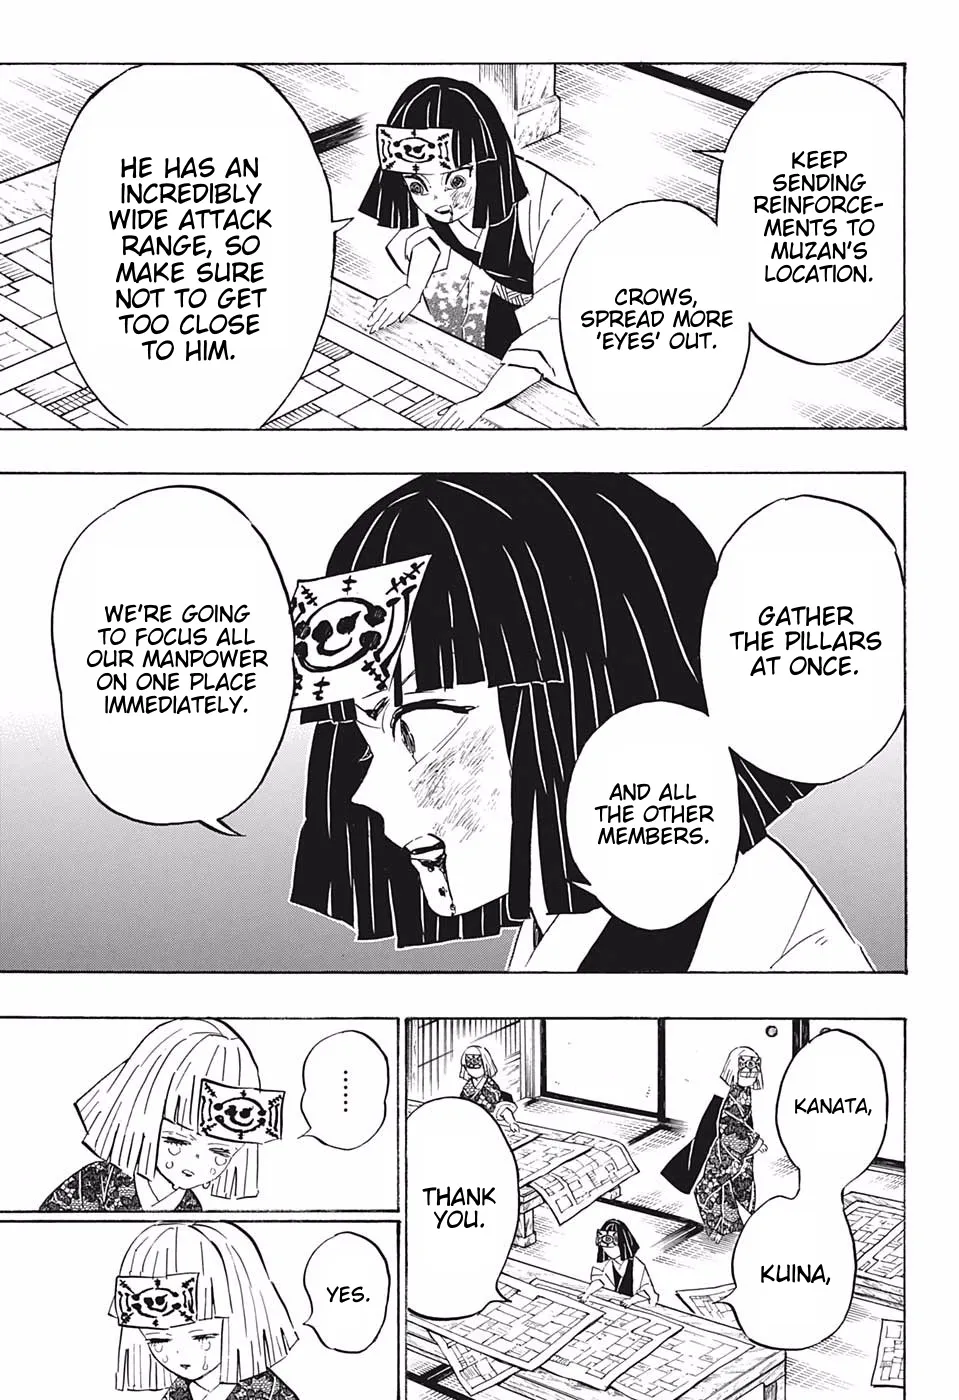 KEEP
SENDING
REINFORCE-
MENTS TO
MUZAN'S
LOCATION.
CROWS,
SPREAD MORE
'EYES' OUT.
HE HAS AN
INCREDIBLY
WIDE ATTACK
RANGE, SO
MAKE SURE
NOT TO GET
TOO CLOSE
TO HIM.
GATHER
THE PILLARS
AT ONCE.
AND ALL
THE OTHER
MEMBERS.
WE'RE GOING
TO FOCUS ALL
OUR MANPOWER
ON ONE PLACE
IMMEDIATELY.
KANATA,
KUINA,
THANK
YOU.
......
YES.